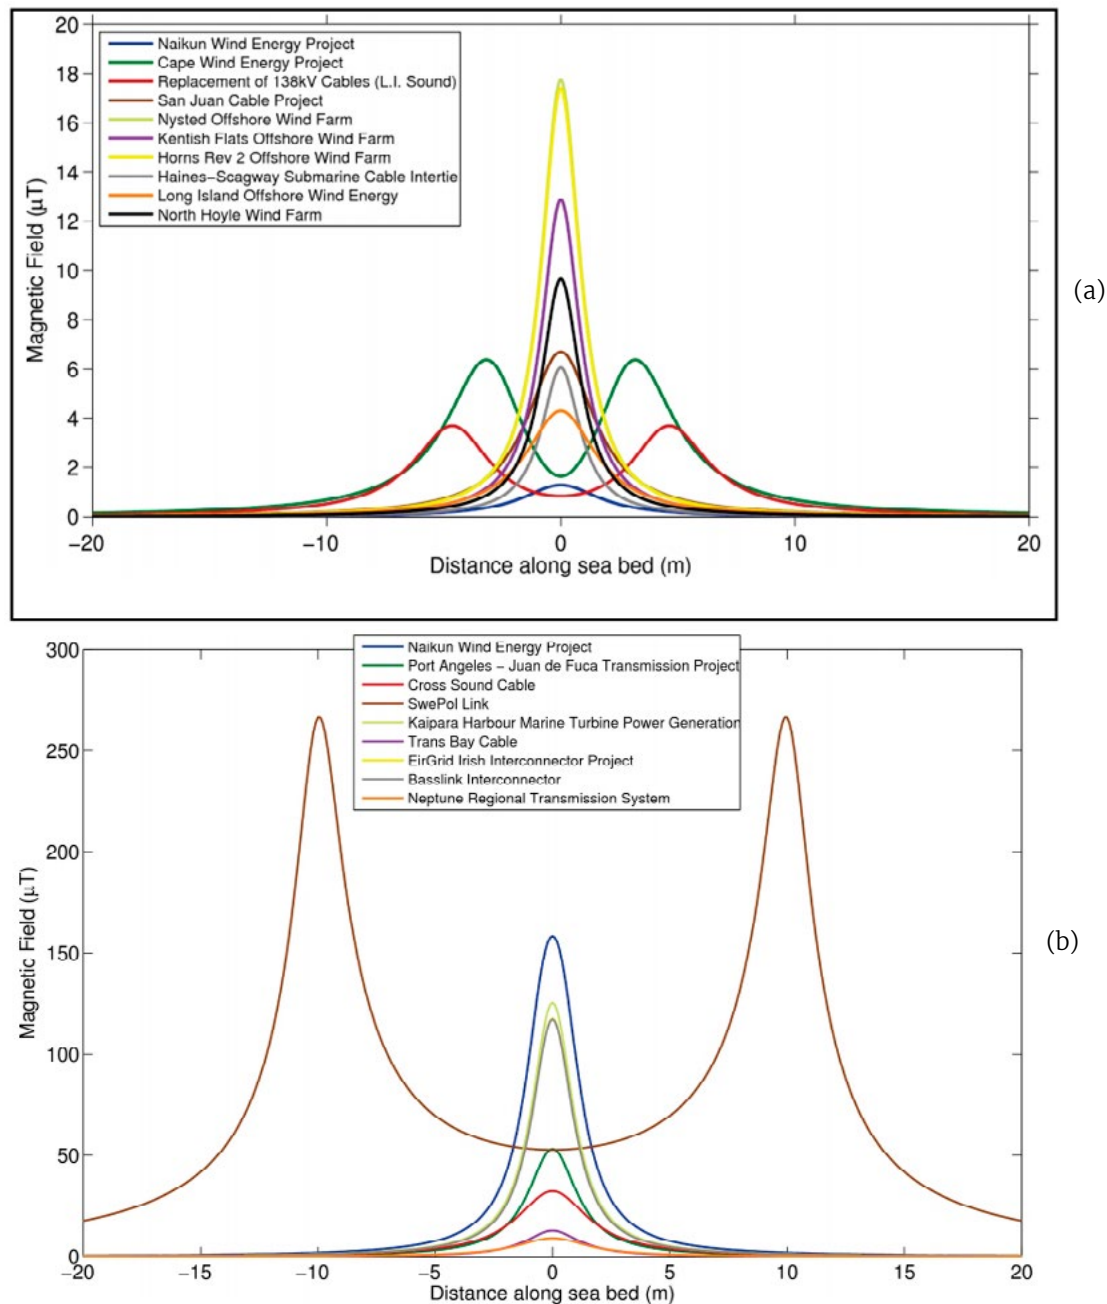 20
18
16
14
12
10
8
6
4
2
0
Magnetic Field (μT)
Naikun Wind Energy Project
Cape Wind Energy Project
Replacement of 138kV Cables (L.I. Sound)
San Juan Cable Project
Nysted Offshore Wind Farm
Kentish Flats Offshore Wind Farm
Horns Rev 2 Offshore Wind Farm
Haines-Scagway Submarine Cable Intertie
Long Island Offshore Wind Energy
North Hoyle Wind Farm
(a)
−20 −10 0 10 20
Distance along sea bed (m)
300
250
200
150
100
50
0
Magnetic Field (μT)
Naikun Wind Energy Project
Port Angeles − Juan de Fuca Transmission Project
Cross Sound Cable
SwePol Link
Kaipara Harbour Marine Turbine Power Generation
Trans Bay Cable
EirGrid Irish Interconnector Project
Basslink Interconnector
Neptune Regional Transmission System
(b)
−20 −15 −10 −5 0 5 10 15 20
Distance along sea bed (m)